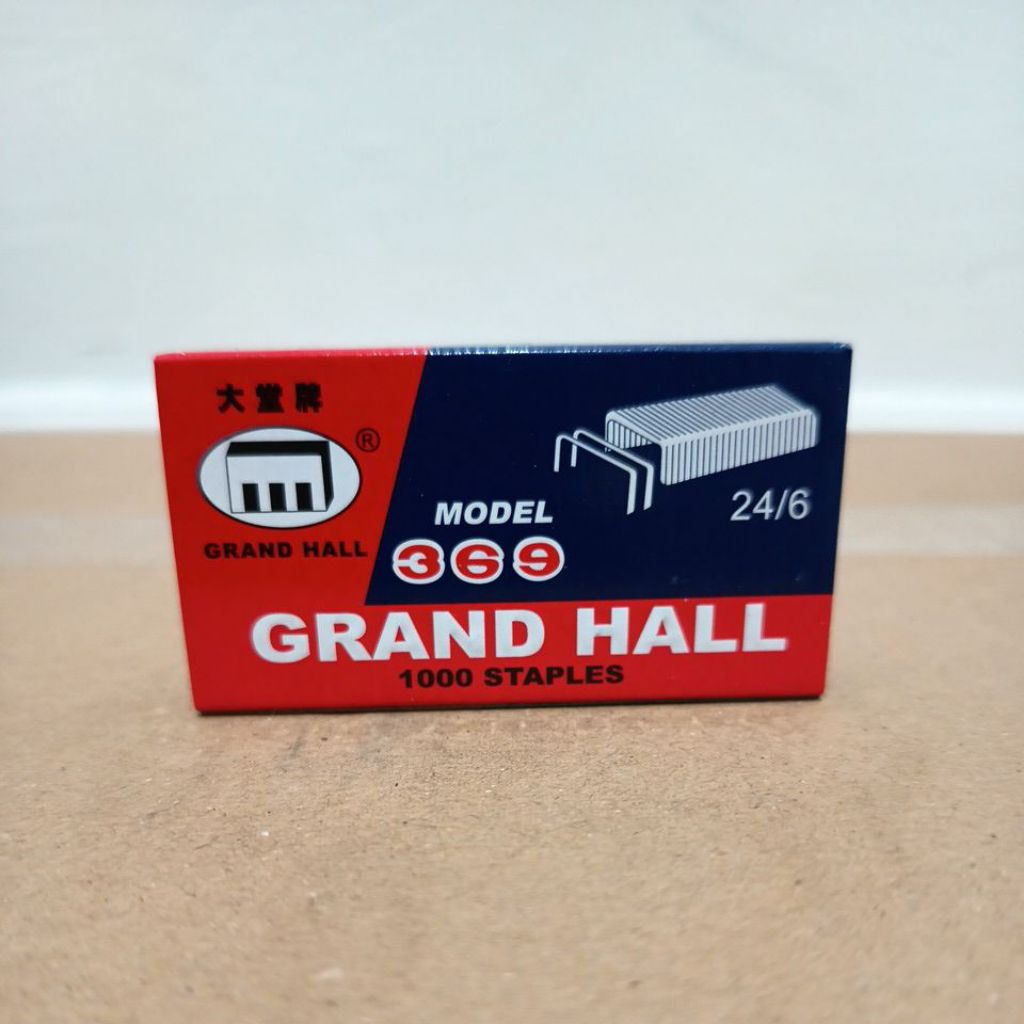 大堂牌
®
GRAND HALL
MODEL
369
24/6
GRAND HALL
1000 STAPLES